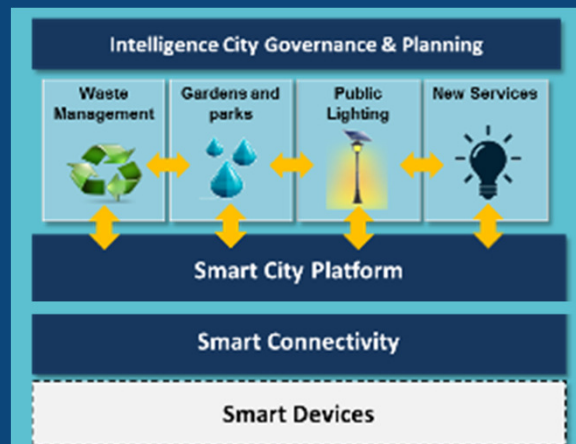 Intelligence City Governance & Planning
Waste
Management
Gardens and
parks
Public
Lighting
New Services
Smart City Platform
Smart Connectivity
Smart Devices